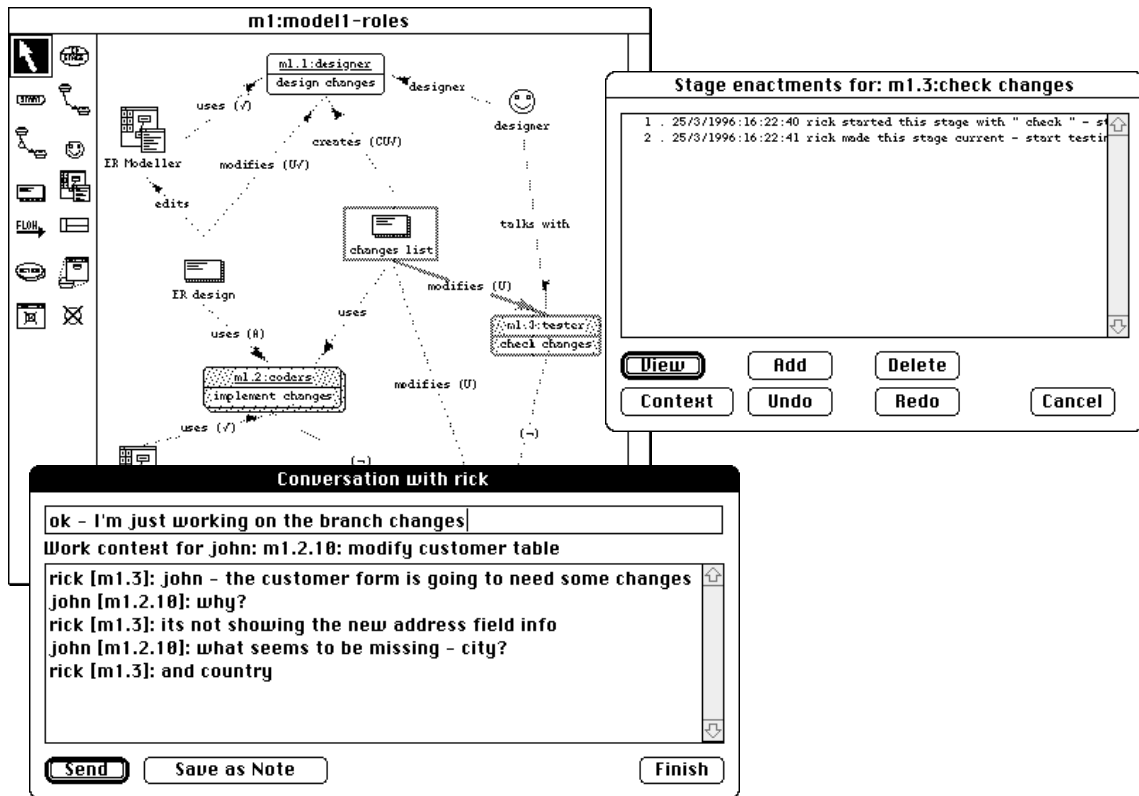 m1:model1-roles
CO STAGE
START
FLOW
ACTION
m1.1:designer
design changes
uses (√)
designer
designer
ER Modeller
creates (CU√)
modifies (U√)
edits
changes list
talks with
ER design
modifies (U)
uses
m1.3:tester
check changes
uses (A)
m1.2:coders
implement changes
modifies (U)
uses (√)
(¬)
(¬)
Stage enactments for: m1.3:check changes
1 . 25/3/1996:16:22:40 rick started this stage with " check " - st
2 . 25/3/1996:16:22:41 rick made this stage current - start testin
View
Add
Delete
Context
Undo
Redo
Cancel
Conversation with rick
ok - I'm just working on the branch changes
Work context for john: m1.2.10: modify customer table
rick [m1.3]: john - the customer form is going to need some changes
john [m1.2.10]: why?
rick [m1.3]: its not showing the new address field info
john [m1.2.10]: what seems to be missing - city?
rick [m1.3]: and country
Send
Save as Note
Finish